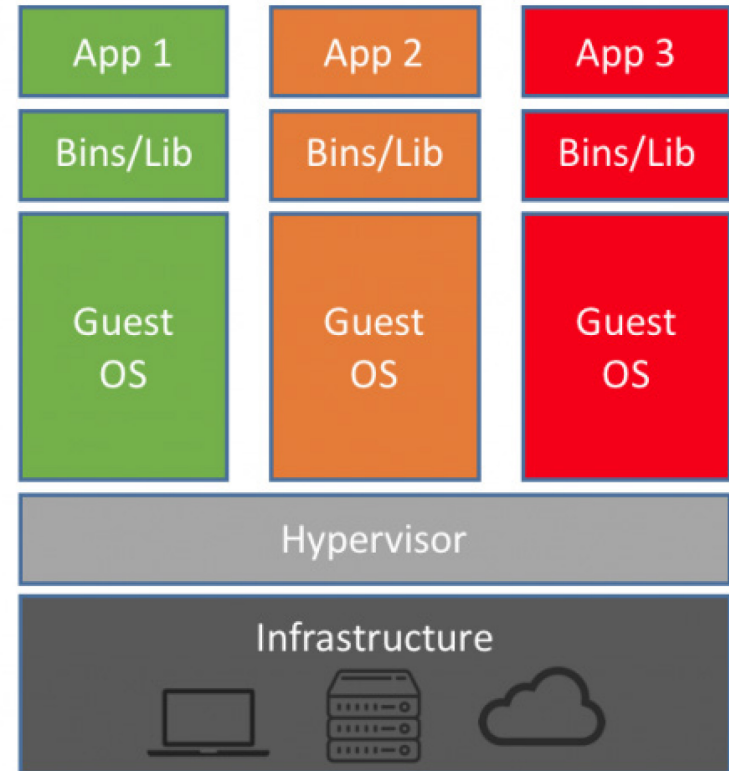 App 1
App 2
App 3
Bins/Lib
Bins/Lib
Bins/Lib
Guest
OS
Guest
OS
Guest
OS
Hypervisor
Infrastructure